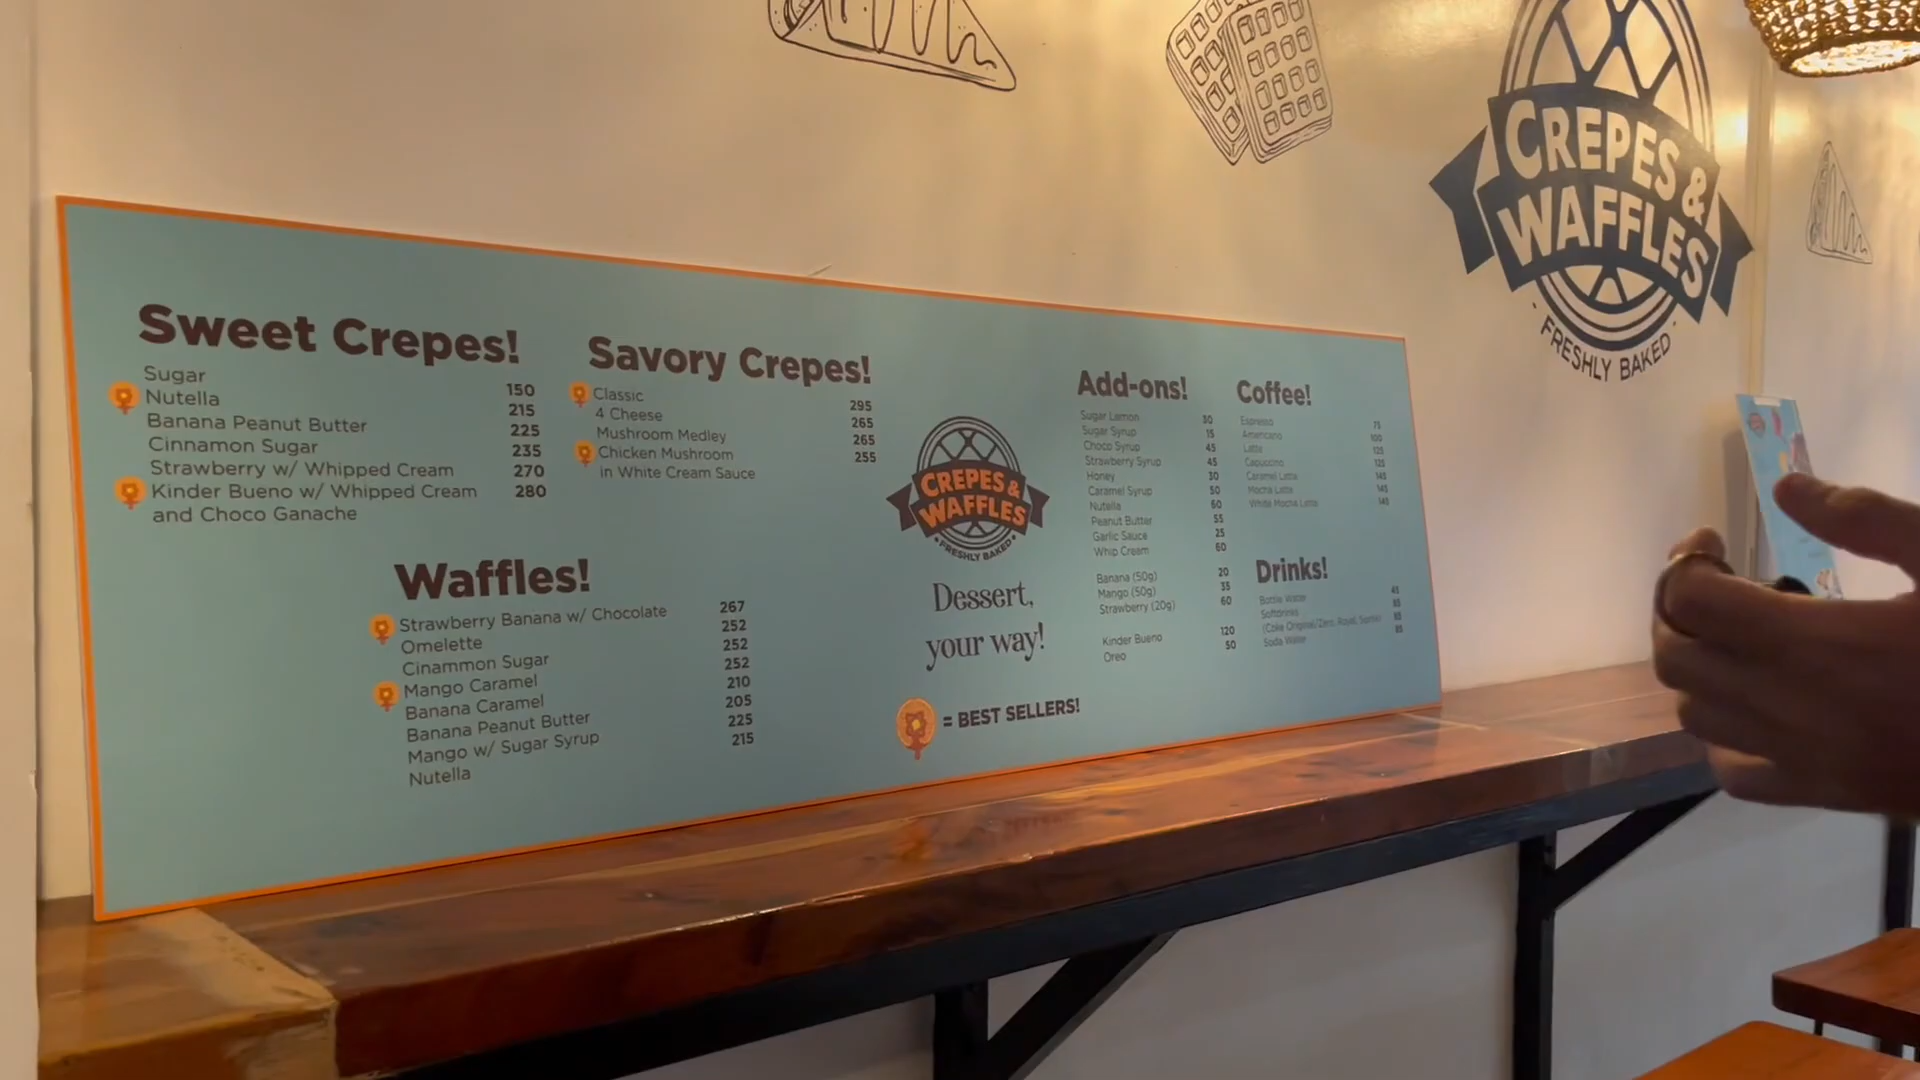 Sweet Crepes!
Sugar 150
Nutella 215
Banana Peanut Butter 225
Cinnamon Sugar 235
Strawberry w/ Whipped Cream 270
Kinder Bueno w/ Whipped Cream 280
and Choco Ganache
Savory Crepes!
Classic 295
4 Cheese 265
Mushroom Medley 265
Chicken Mushroom 255
in White Cream Sauce
Waffles!
Strawberry Banana w/ Chocolate 267
Omelette 252
Cinammon Sugar 252
Mango Caramel 252
Banana Caramel 210
Banana Peanut Butter 205
Mango w/ Sugar Syrup 225
Nutella 215
CREPES &
WAFFLES
• FRESHLY BAKED •
Dessert,
your way!
= BEST SELLERS!
Add-ons!
Sugar Lemon 30
Sugar Syrup 15
Choco Syrup 45
Strawberry Syrup 45
Honey 30
Caramel Syrup 50
Nutella 60
Peanut Butter 55
Garlic Sauce 25
Whip Cream 60
Banana (50g) 20
Mango (50g) 35
Strawberry (20g) 60
Kinder Bueno 120
Oreo 50
Coffee!
Espresso 75
Americano 100
Latte 125
Capuccino 125
Caramel Latte 145
Mocha Latte 145
White Mocha Latte 145
Drinks!
Bottle Water 45
Softdrinks
(Coke Original/Zero, Royal, Sprite)
Soda Water
CREPES &
WAFFLES
• FRESHLY BAKED •